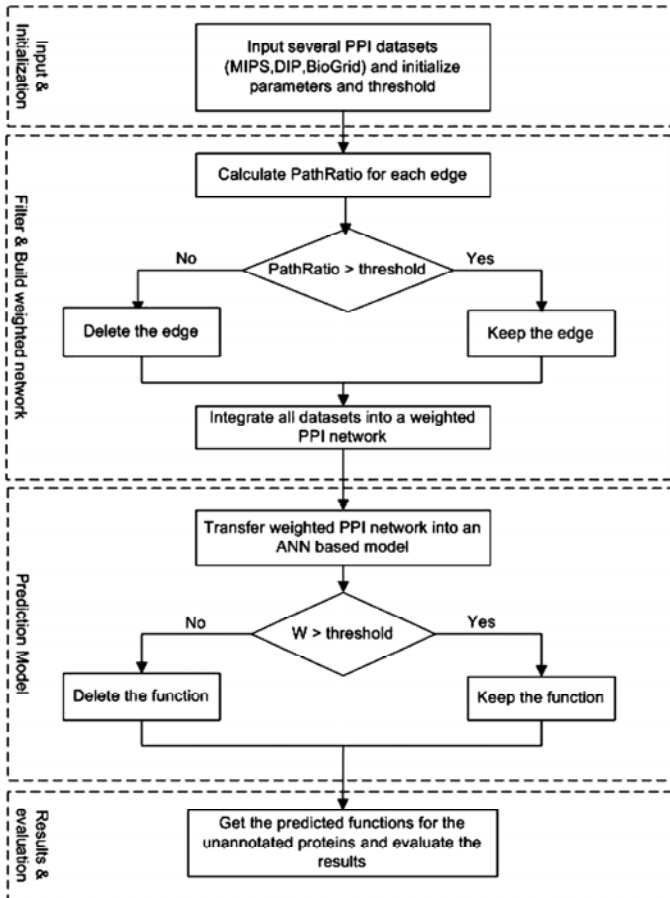 Input &
Initialization
Input several PPI datasets
(MIPS,DIP,BioGrid) and initialize
parameters and threshold
Filter & Build weighted
network
Calculate PathRatio for each edge
PathRatio > threshold
No
Yes
Delete the edge
Keep the edge
Integrate all datasets into a weighted
PPI network
Prediction Model
Transfer weighted PPI network into an
ANN based model
W > threshold
No
Yes
Delete the function
Keep the function
Results &
evaluation
Get the predicted functions for the
unannotated proteins and evaluate the
results